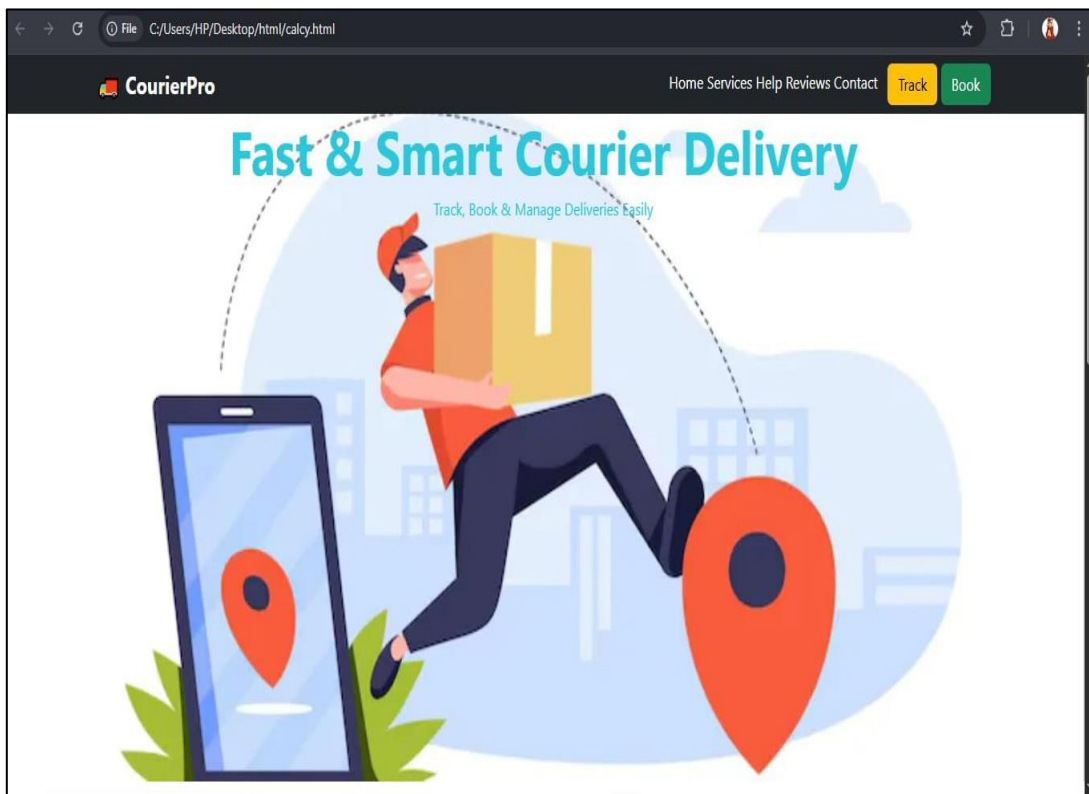 File C:/Users/HP/Desktop/html/calcy.html
CourierPro Home Services Help Reviews Contact Track Book
Fast & Smart Courier Delivery
Track, Book & Manage Deliveries Easily